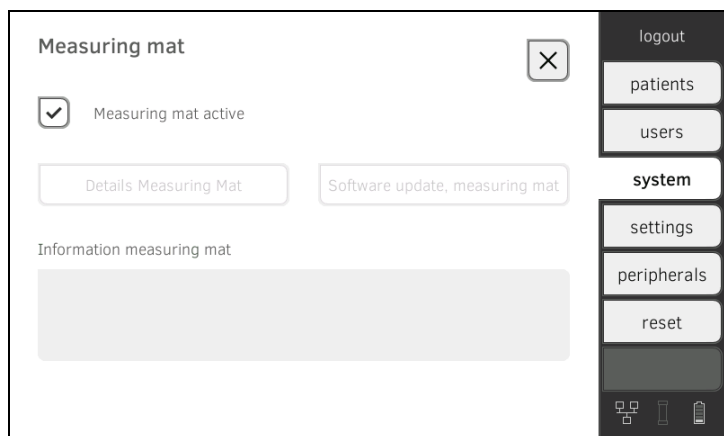 Measuring mat
Measuring mat active
Details Measuring Mat
Software update, measuring mat
Information measuring mat
logout
patients
users
system
settings
peripherals
reset